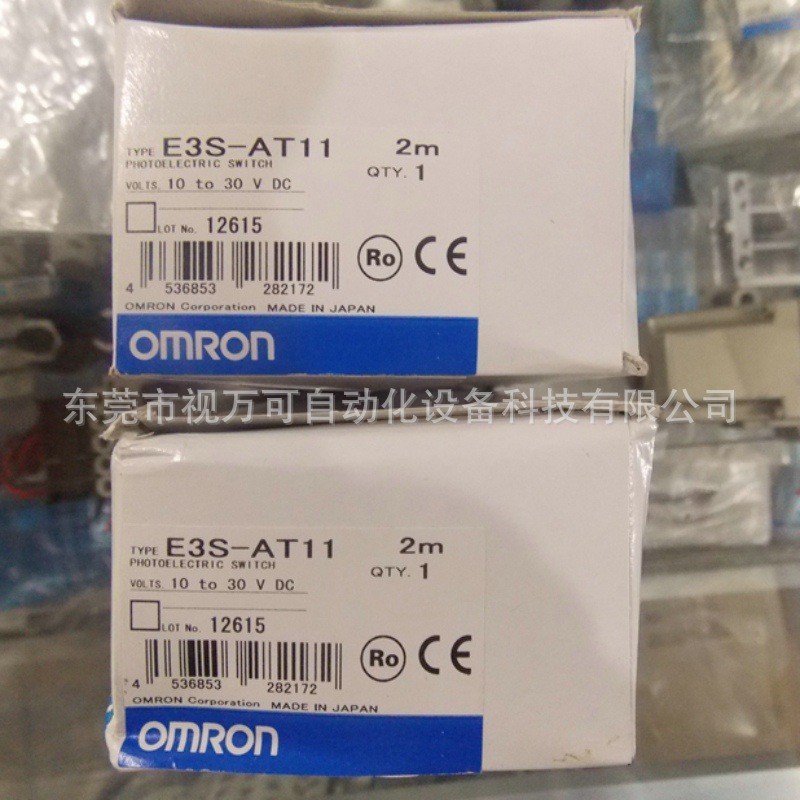 TYPE E3S-AT11 2m
PHOTOELECTRIC SWITCH QTY. 1
VOLTS. 10 to 30 V DC
LOT No. 12615
Ro CE
4 536853 282172
OMRON Corporation MADE IN JAPAN
OMRON
东莞市视万可自动化设备科技有限公司
TYPE E3S-AT11 2m
PHOTOELECTRIC SWITCH QTY. 1
VOLTS. 10 to 30 V DC
LOT No. 12615
Ro CE
4 536853 282172
OMRON Corporation MADE IN JAPAN
OMRON